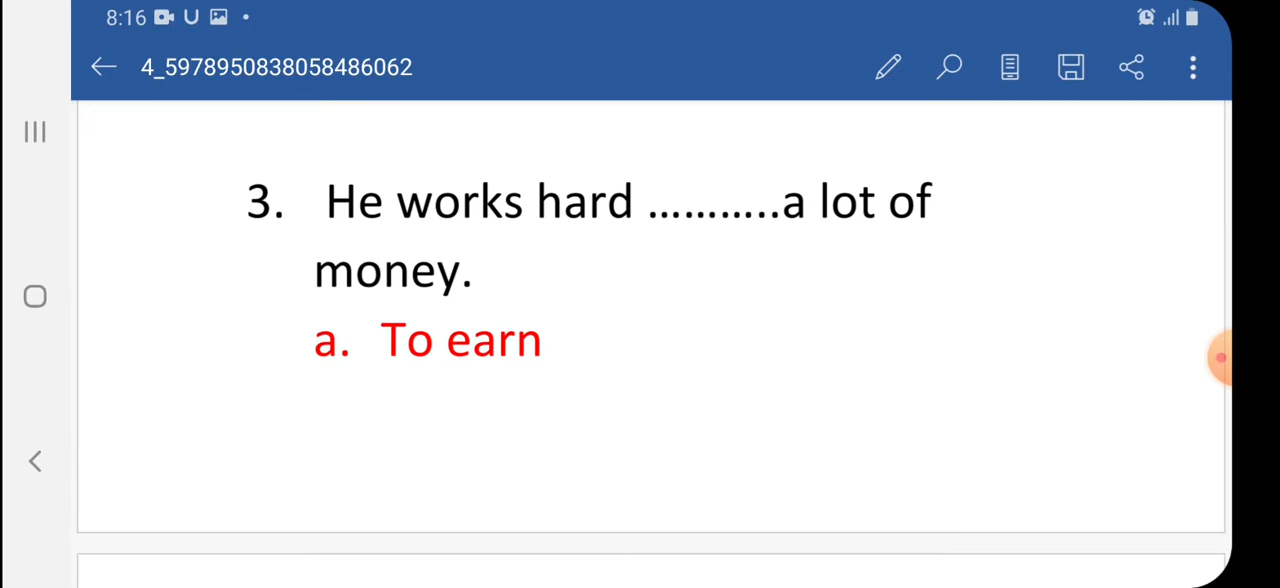 8:16
4_5978950838058486062
3. He works hard ...........a lot of
money.
a. To earn